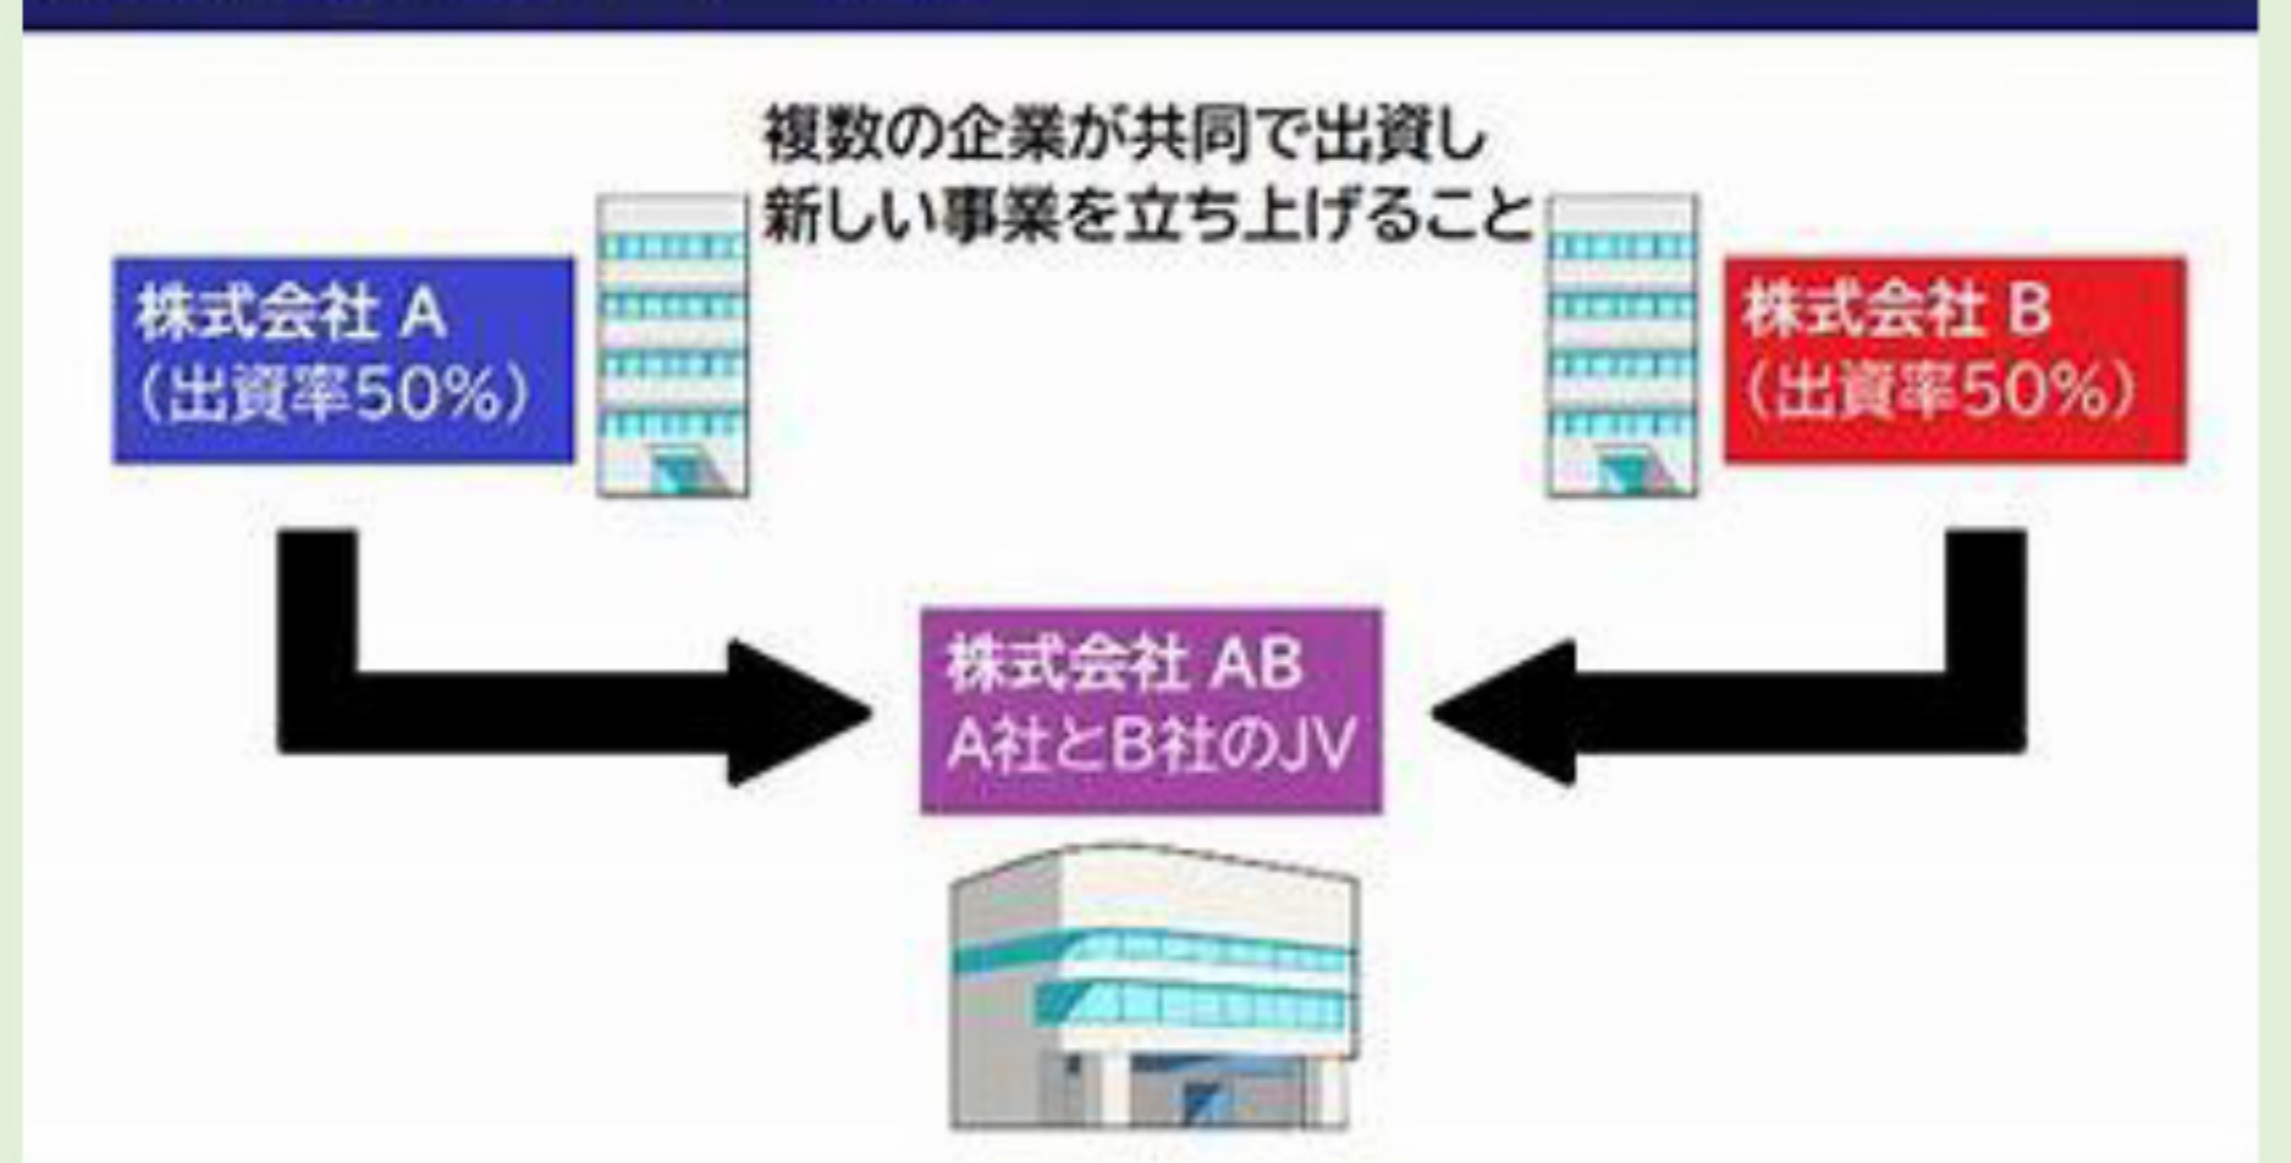 複数の企業が共同で出資し
新しい事業を立ち上げること
株式会社 A
（出資率50%）
株式会社 B
（出資率50%）
株式会社 AB
A社とB社のJV